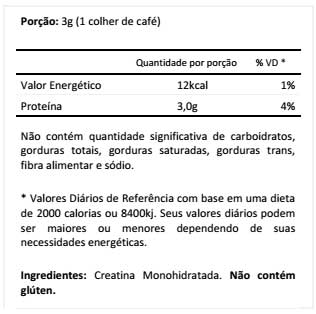 Porção: 3g (1 colher de café)
Quantidade por porção % VD *
Valor Energético 12kcal 1%
Proteína 3,0g 4%
Não contém quantidade significativa de carboidratos,
gorduras totais, gorduras saturadas, gorduras trans,
fibra alimentar e sódio.
* Valores Diários de Referência com base em uma dieta
de 2000 calorias ou 8400kj. Seus valores diários podem
ser maiores ou menores dependendo de suas
necessidades energéticas.
Ingredientes: Creatina Monohidratada. Não contém
glúten.